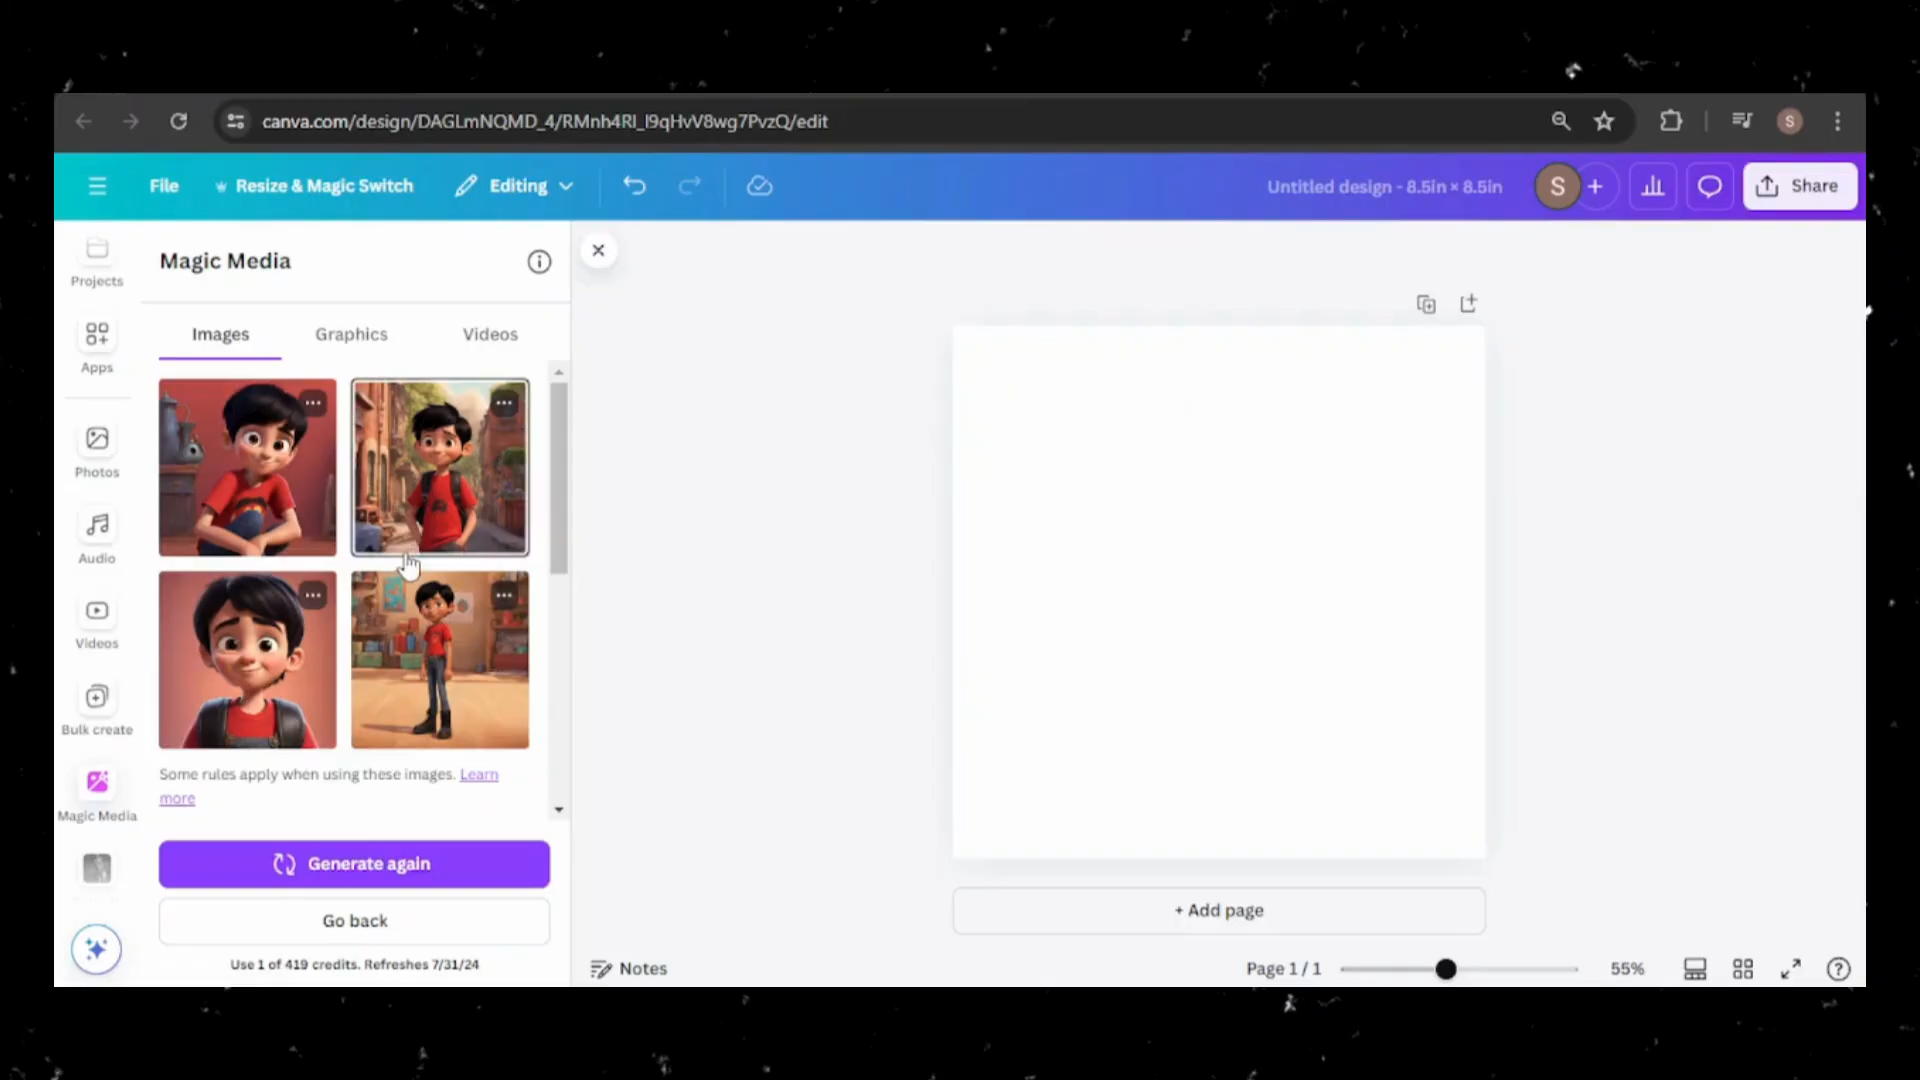 canva.com/design/DAGLmNQMD_4/RMnh4Rl_l9qHvV8wg7PvzQ/edit
S
File
Resize & Magic Switch
Editing
Untitled design - 8.5in × 8.5in
S
+
Share
Projects
Apps
Photos
Audio
Videos
Bulk create
Magic Media
Magic Media
Images
Graphics
Videos
Some rules apply when using these images. Learn
more
Generate again
Go back
Use 1 of 419 credits. Refreshes 7/31/24
+ Add page
Notes
Page 1 / 1
55%